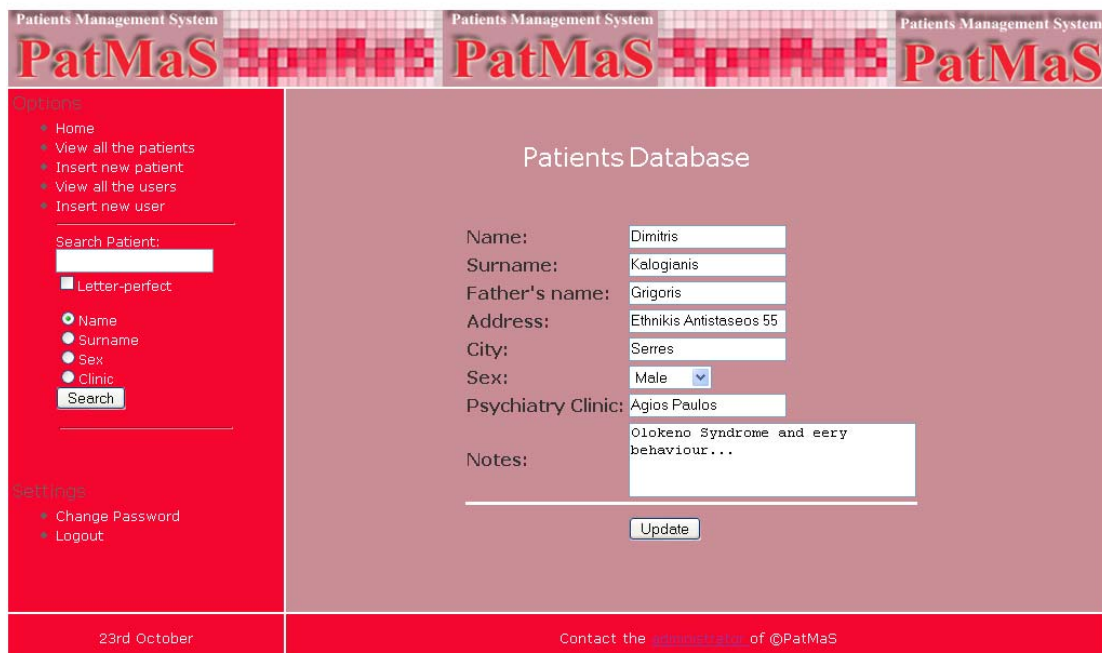 Patients Management System Patients Management System Patients Management System
PatMaS PatMaS PatMaS
Options
Home
View all the patients
Insert new patient
View all the users
Insert new user
Search Patient:
Letter-perfect
Name
Surname
Sex
Clinic
Search
Settings
Change Password
Logout
Patients Database
Name: Dimitris
Surname: Kalogianis
Father's name: Grigoris
Address: Ethnikis Antistaseos 55
City: Serres
Sex: Male
Psychiatry Clinic: Agios Paulos
Notes: Olokeno Syndrome and eery
behaviour...
Update
23rd October
Contact the administrator of ©PatMaS